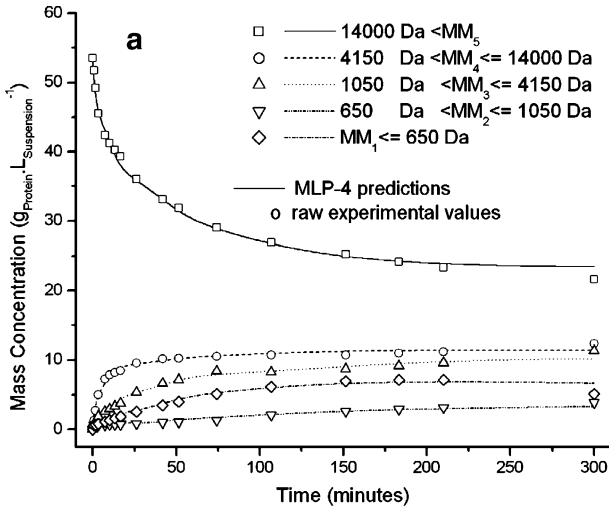 a
14000 Da <MM5
4150 Da <MM4 <= 14000 Da
1050 Da <MM3 <= 4150 Da
650 Da <MM2 <= 1050 Da
MM1 <= 650 Da
MLP-4 predictions
o raw experimental values
Mass Concentration (gProtein.LSuspension-1)
60
50
40
30
20
10
0
0 50 100 150 200 250 300
Time (minutes)